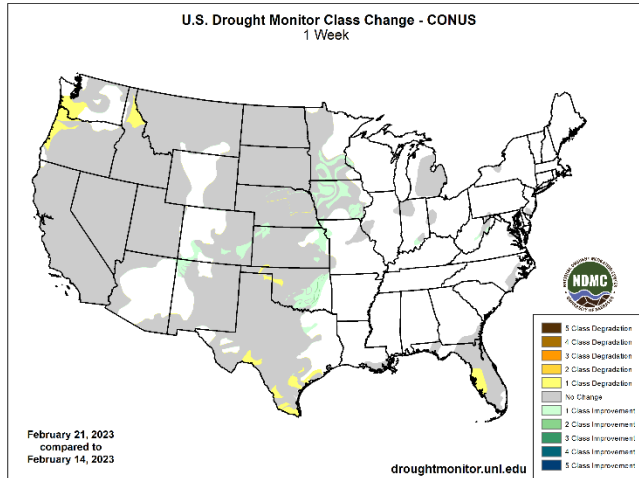 U.S. Drought Monitor Class Change - CONUS
1 Week
NDMC
5 Class Degradation
4 Class Degradation
3 Class Degradation
2 Class Degradation
1 Class Degradation
No Change
1 Class Improvement
2 Class Improvement
3 Class Improvement
4 Class Improvement
5 Class Improvement
February 21, 2023
compared to
February 14, 2023
droughtmonitor.unl.edu